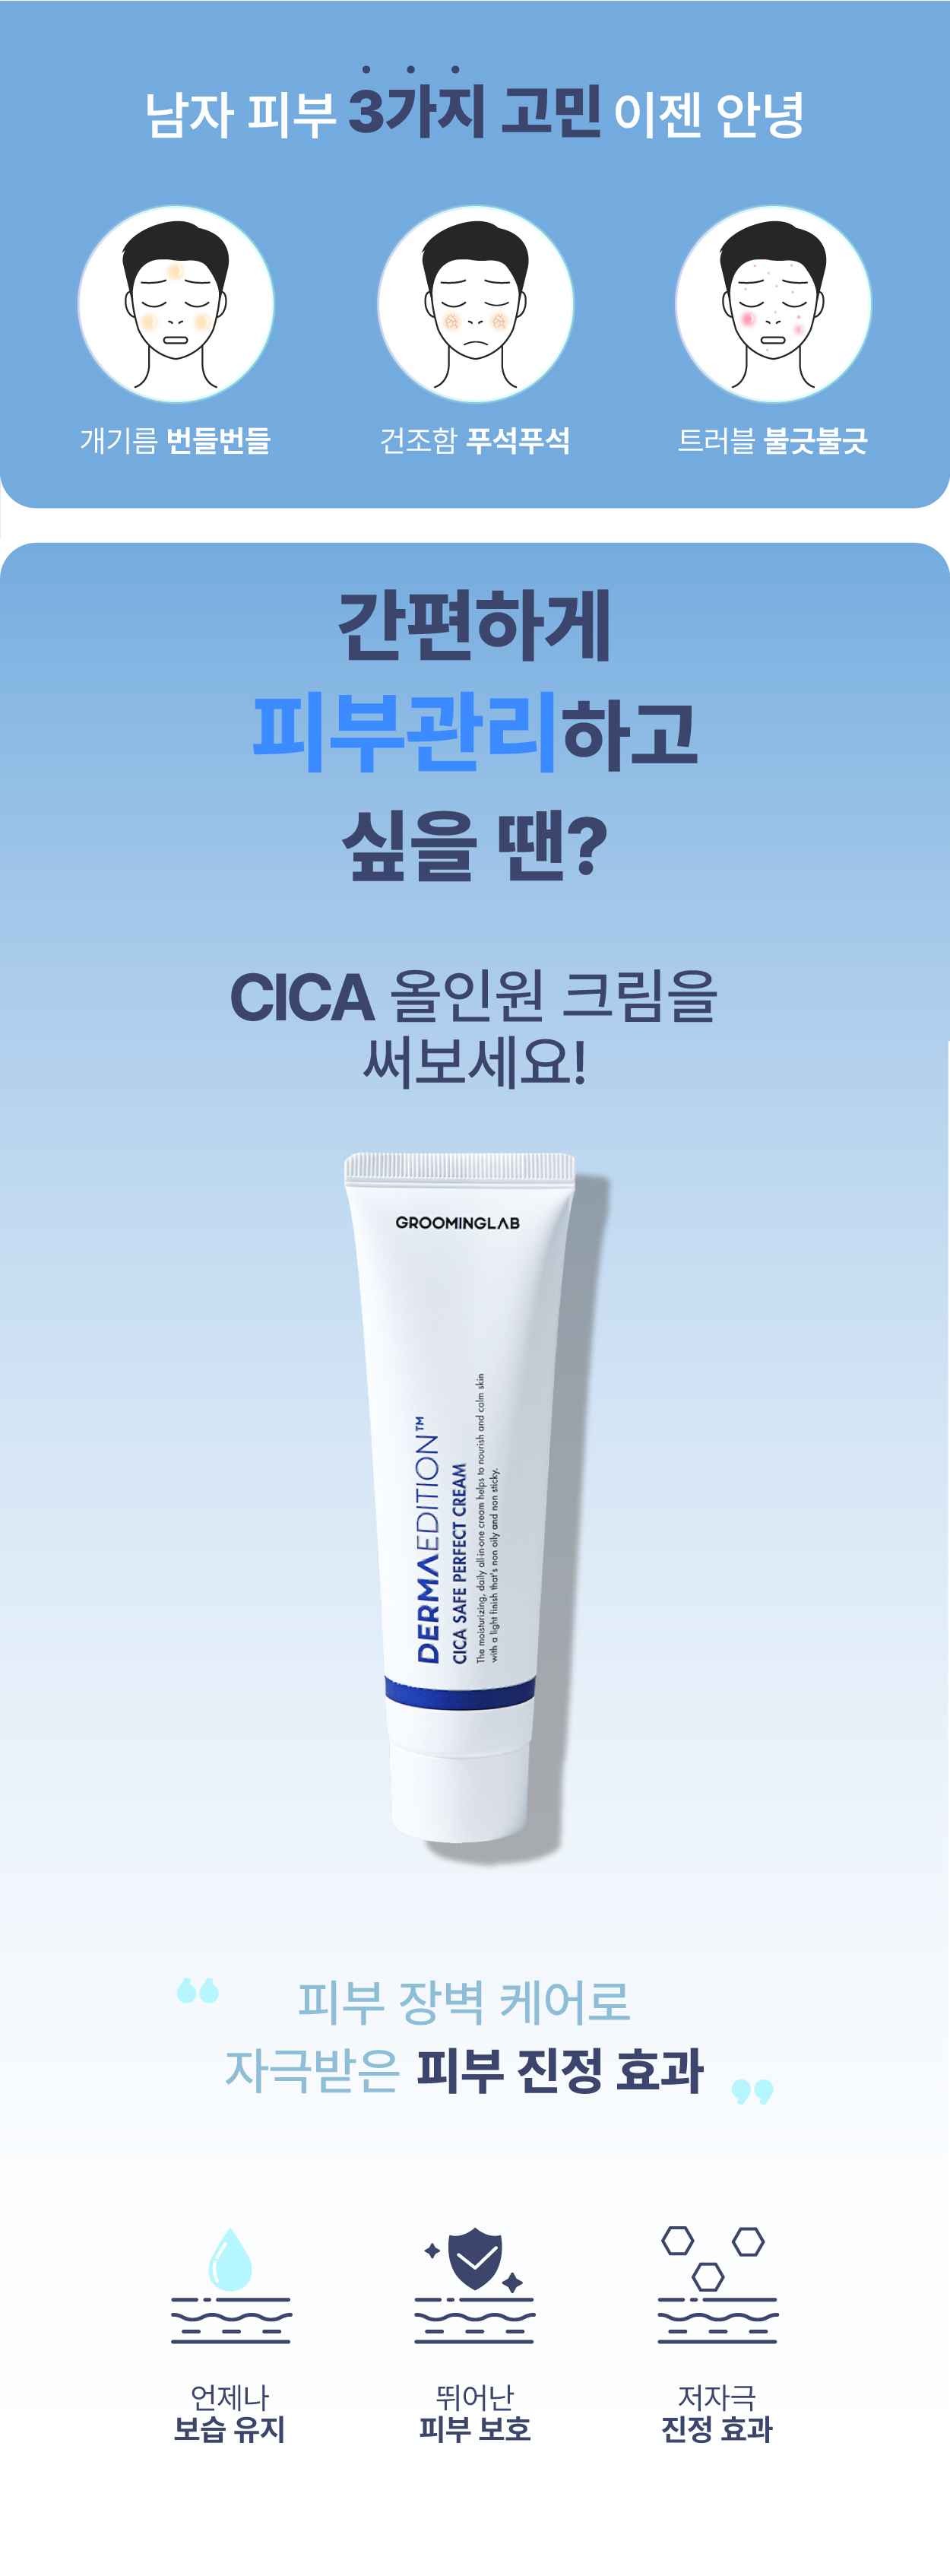 남자 피부 3가지 고민 이젠 안녕
개기름 번들번들
건조함 푸석푸석
트러블 불긋불긋
간편하게
피부관리하고
싶을 땐?
CICA 올인원 크림을
써보세요!
GROOMINGLAB
DERMAEDITION™
CICA SAFE PERFECT CREAM
The moisturizing, daily all-in-one cream helps to nourish and calm skin
with a light finish that's non oily and non sticky.
“ 피부 장벽 케어로
자극받은 피부 진정 효과 ”
언제나
보습 유지
뛰어난
피부 보호
저자극
진정 효과